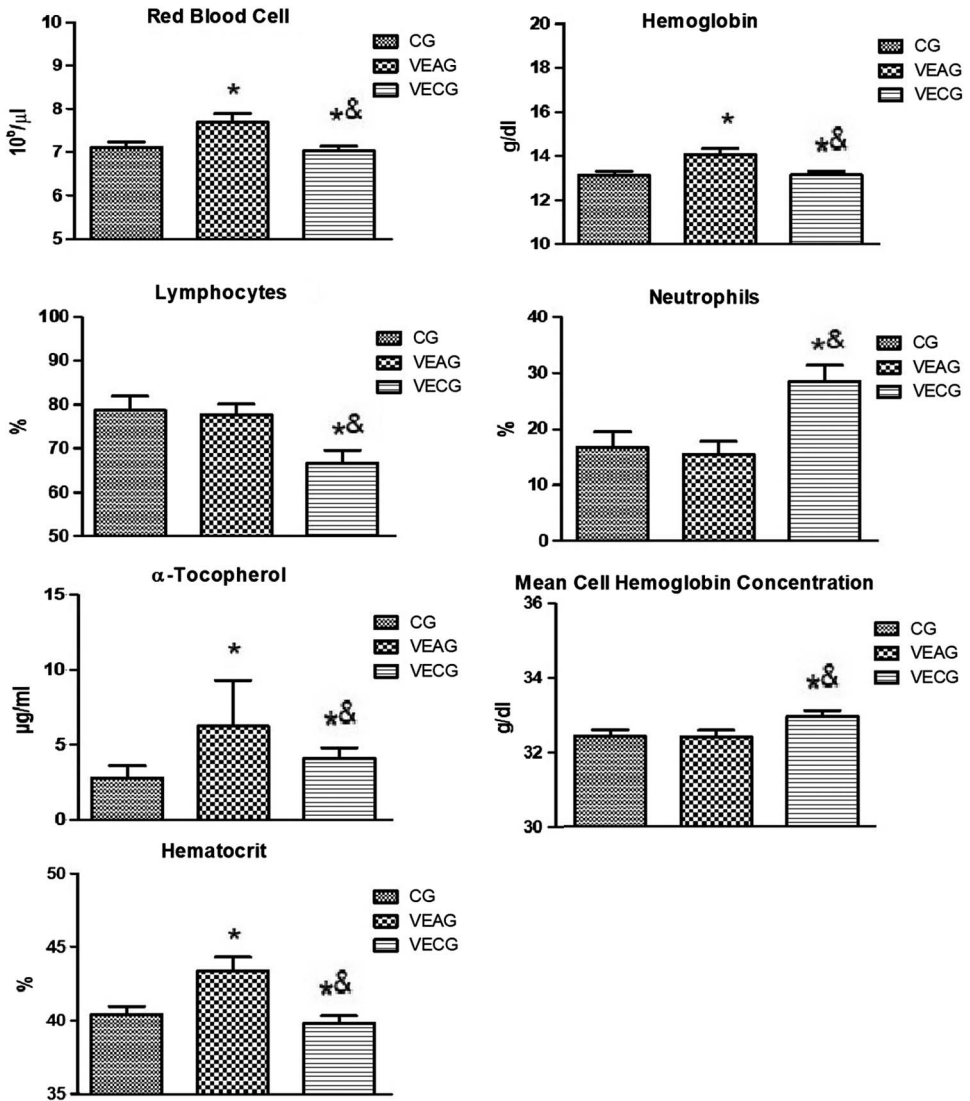 Red Blood Cell
10
9
8
7
6
5
10⁹/µl
*
*&
CG
VEAG
VECG
Hemoglobin
20
18
16
14
12
10
g/dl
*
*&
CG
VEAG
VECG
Lymphocytes
100
90
80
70
60
50
%
*&
CG
VEAG
VECG
Neutrophils
40
30
20
10
0
%
*&
CG
VEAG
VECG
α-Tocopherol
15
10
5
0
µg/ml
*
*&
CG
VEAG
VECG
Mean Cell Hemoglobin Concentration
36
34
32
30
g/dl
*&
CG
VEAG
VECG
Hematocrit
50
45
40
35
%
*
*&
CG
VEAG
VECG